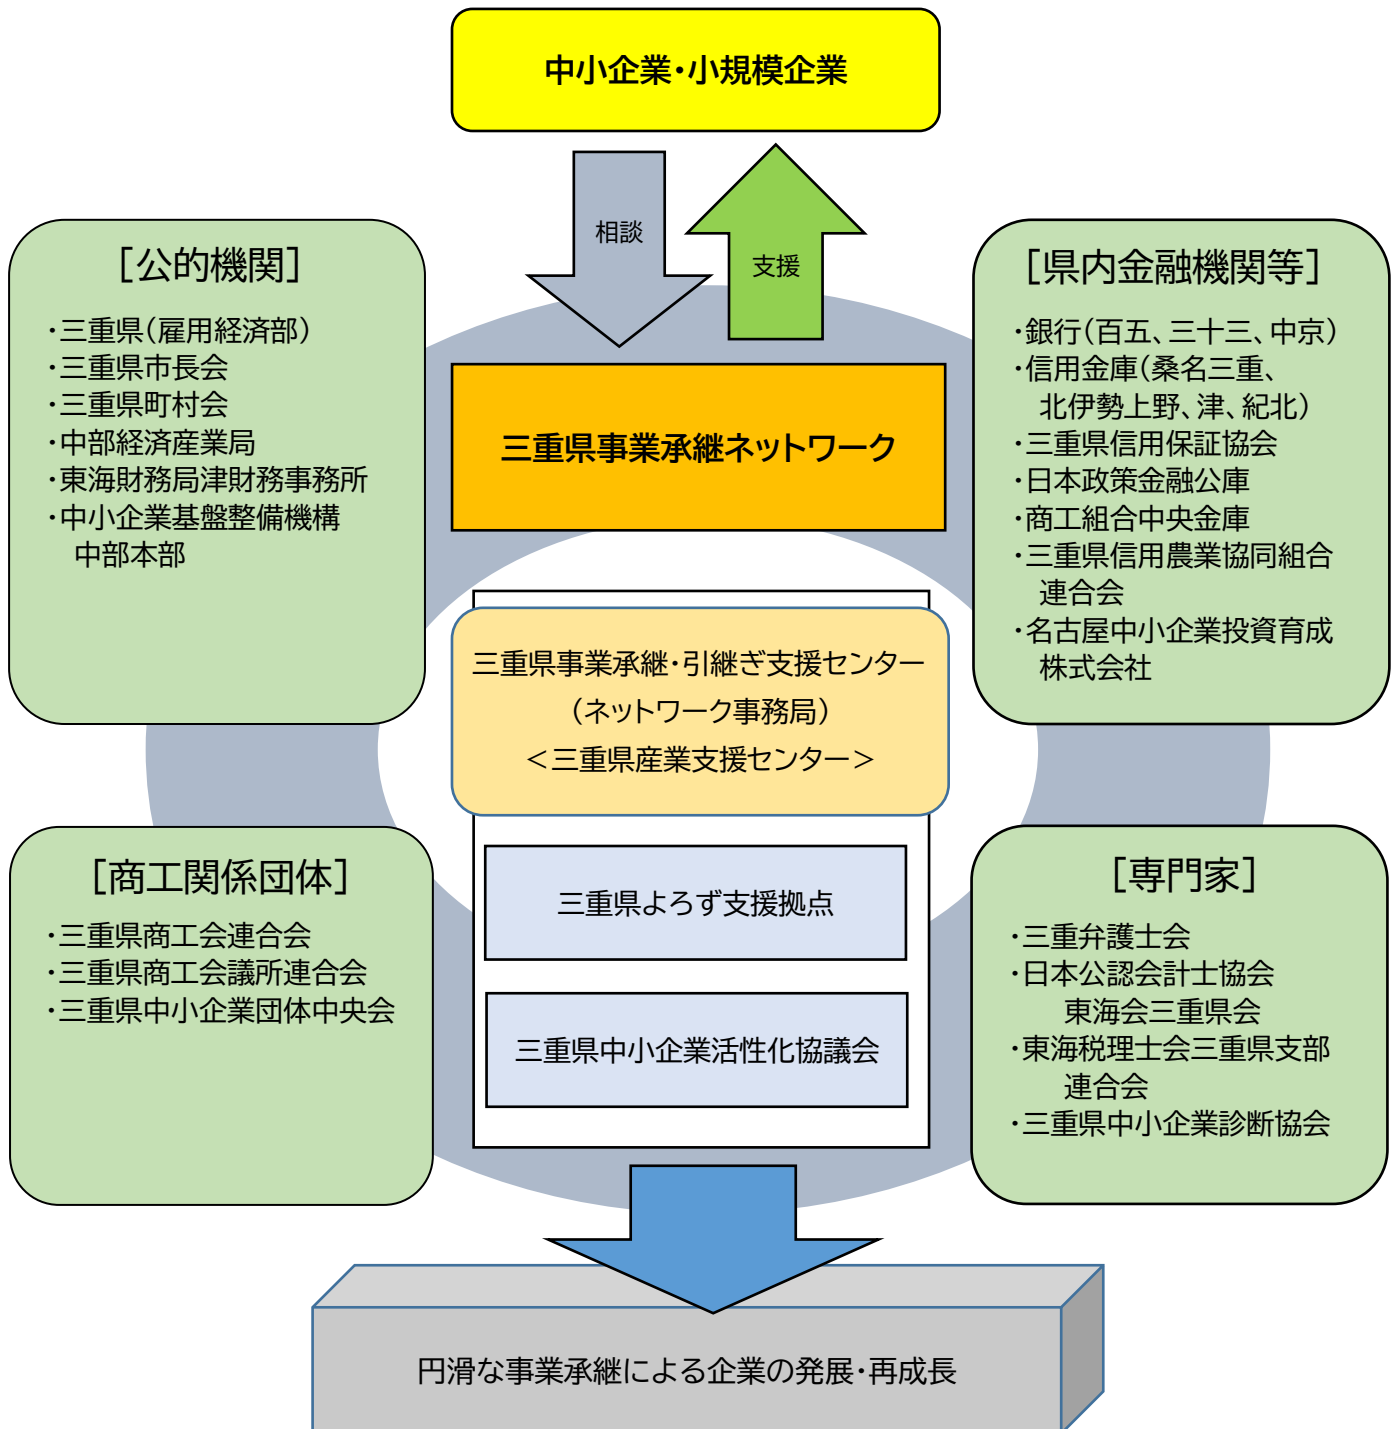 中小企業・小規模企業
相談
支援
［公的機関］
・三重県（雇用経済部）
・三重県市長会
・三重県町村会
・中部経済産業局
・東海財務局津財務事務所
・中小企業基盤整備機構
中部本部
［県内金融機関等］
・銀行（百五、三十三、中京）
・信用金庫（桑名三重、
北伊勢上野、津、紀北）
・三重県信用保証協会
・日本政策金融公庫
・商工組合中央金庫
・三重県信用農業協同組合
連合会
・名古屋中小企業投資育成
株式会社
三重県事業承継ネットワーク
三重県事業承継・引継ぎ支援センター
（ネットワーク事務局）
＜三重県産業支援センター＞
三重県よろず支援拠点
三重県中小企業活性化協議会
［商工関係団体］
・三重県商工会連合会
・三重県商工会議所連合会
・三重県中小企業団体中央会
［専門家］
・三重弁護士会
・日本公認会計士協会
東海会三重県会
・東海税理士会三重県支部
連合会
・三重県中小企業診断協会
円滑な事業承継による企業の発展・再成長